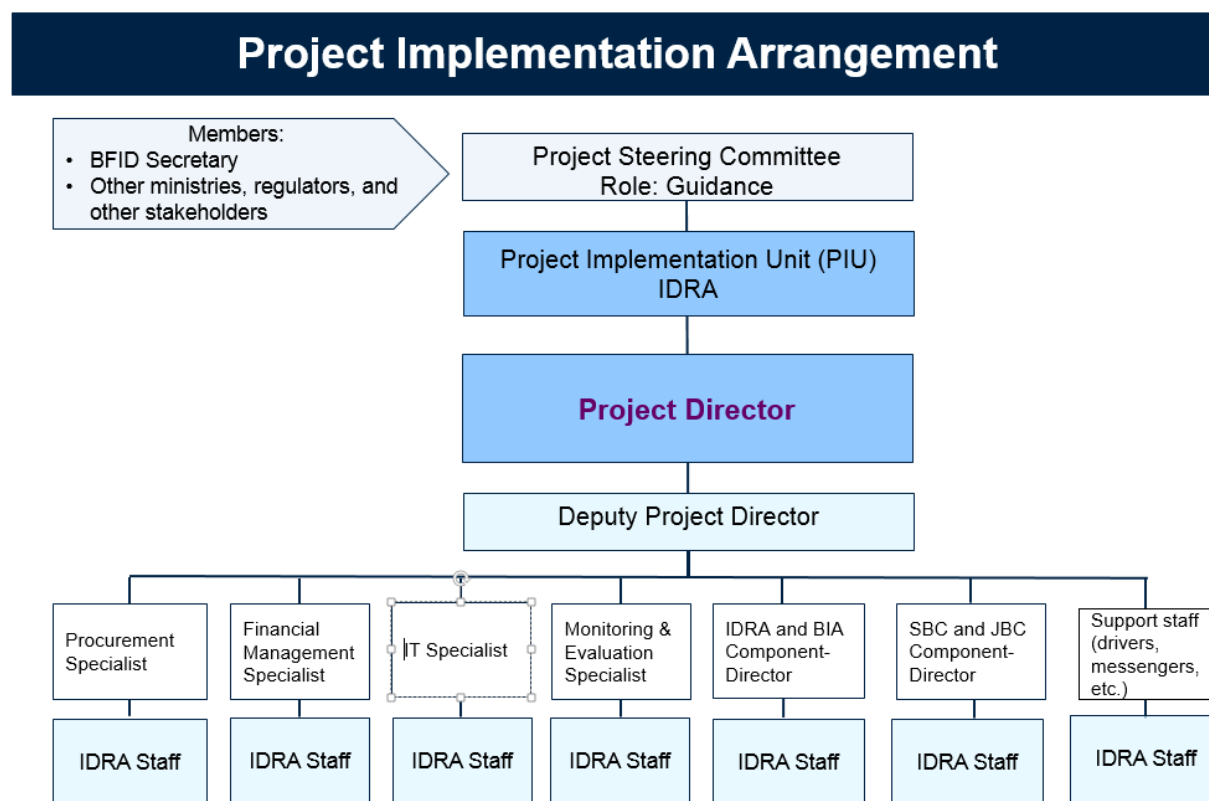 Project Implementation Arrangement
Members:
• BFID Secretary
• Other ministries, regulators, and
other stakeholders
Project Steering Committee
Role: Guidance
Project Implementation Unit (PIU)
IDRA
Project Director
Deputy Project Director
Procurement
Specialist
Financial
Management
Specialist
IT Specialist
Monitoring &
Evaluation
Specialist
IDRA and BIA
Component-
Director
SBC and JBC
Component-
Director
Support staff
(drivers,
messengers,
etc.)
IDRA Staff
IDRA Staff
IDRA Staff
IDRA Staff
IDRA Staff
IDRA Staff
IDRA Staff